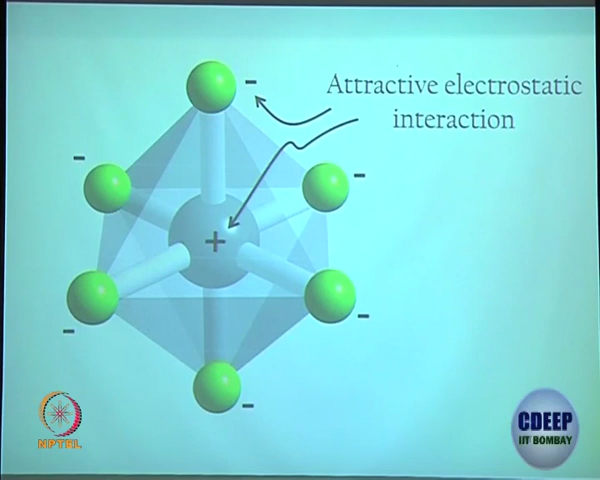 -
Attractive electrostatic
interaction
-
-
+
-
-
-
NPTEL
CDEEP
IIT BOMBAY